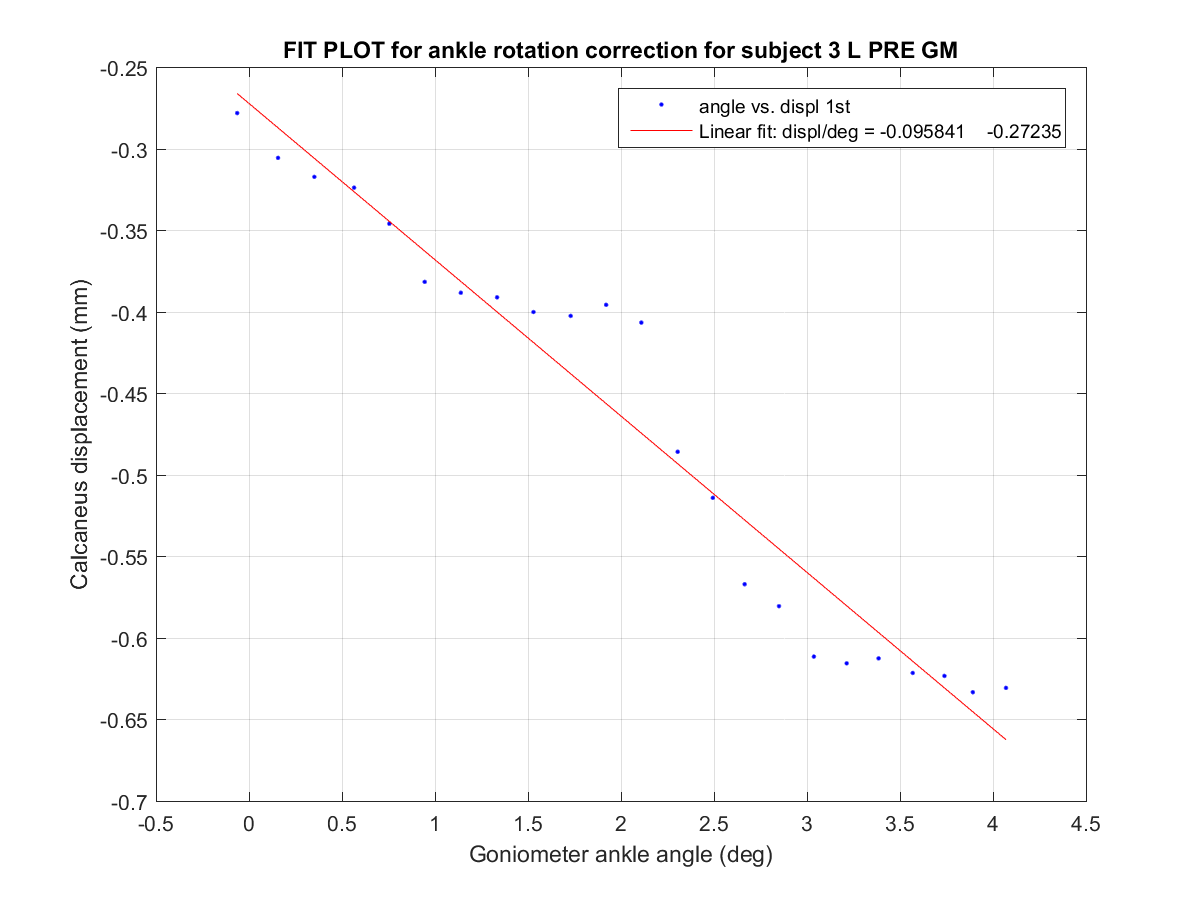 FIT PLOT for ankle rotation correction for subject 3 L PRE GM
-0.25
angle vs. displ 1st
Linear fit: displ/deg = -0.095841    -0.27235
-0.3
-0.35
-0.4
-0.45
-0.5
-0.55
-0.6
-0.65
-0.7
Calcaneus displacement (mm)
-0.5 0 0.5 1 1.5 2 2.5 3 3.5 4 4.5
Goniometer ankle angle (deg)